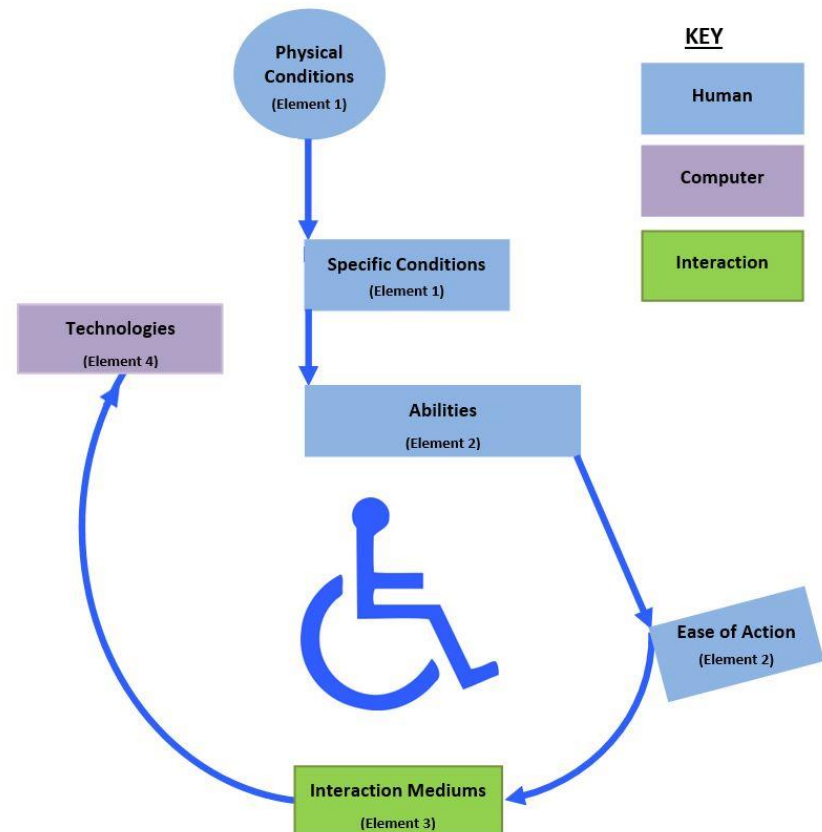 Physical
Conditions
(Element 1)
KEY
Human
Computer
Interaction
Specific Conditions
(Element 1)
Technologies
(Element 4)
Abilities
(Element 2)
Ease of Action
(Element 2)
Interaction Mediums
(Element 3)